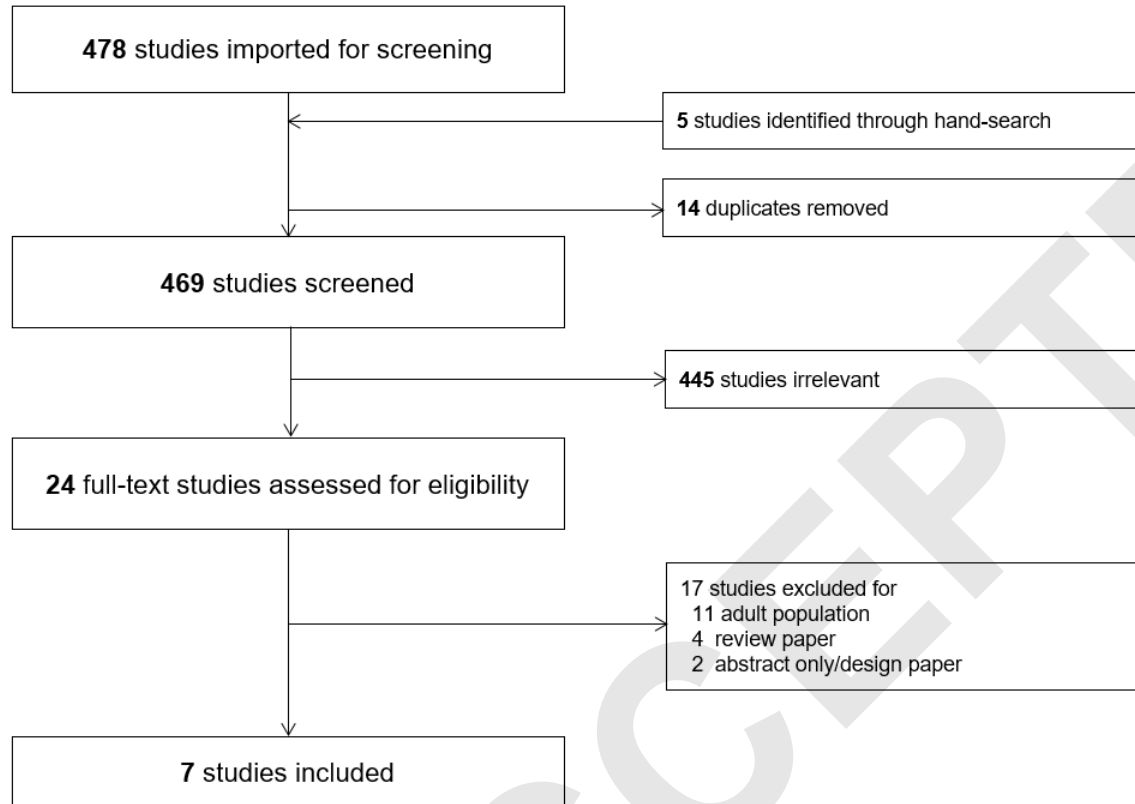 478 studies imported for screening
5 studies identified through hand-search
14 duplicates removed
469 studies screened
445 studies irrelevant
24 full-text studies assessed for eligibility
17 studies excluded for
11 adult population
4 review paper
2 abstract only/design paper
7 studies included